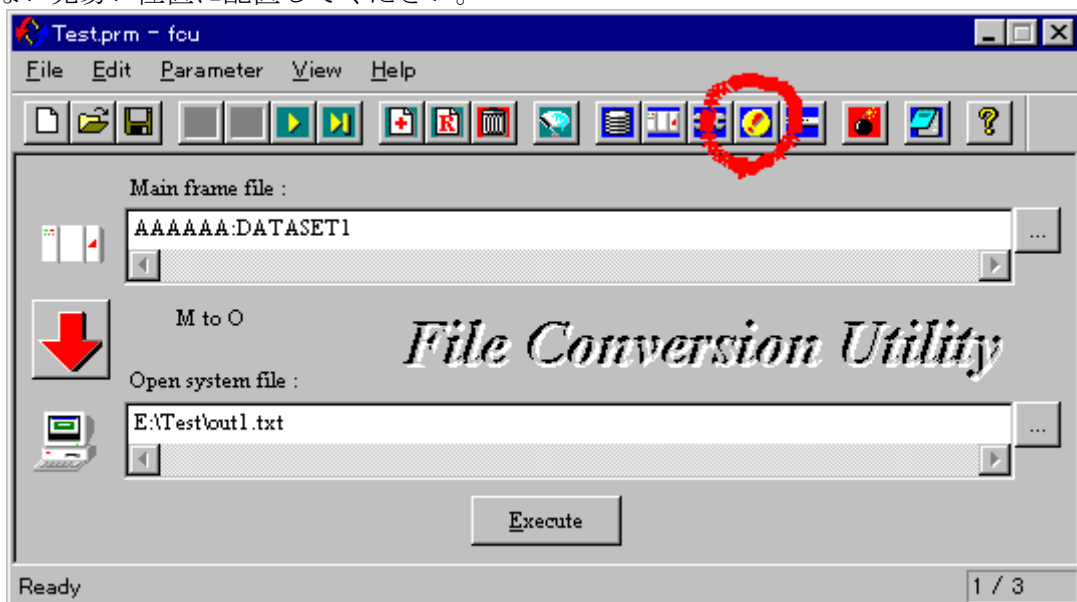 Test.prm - fcu
File Edit Parameter View Help
Main frame file :
AAAAAA:DATASET1
...
M to O
File Conversion Utility
Open system file :
E:\Test\out1.txt
...
Execute
Ready 1 / 3